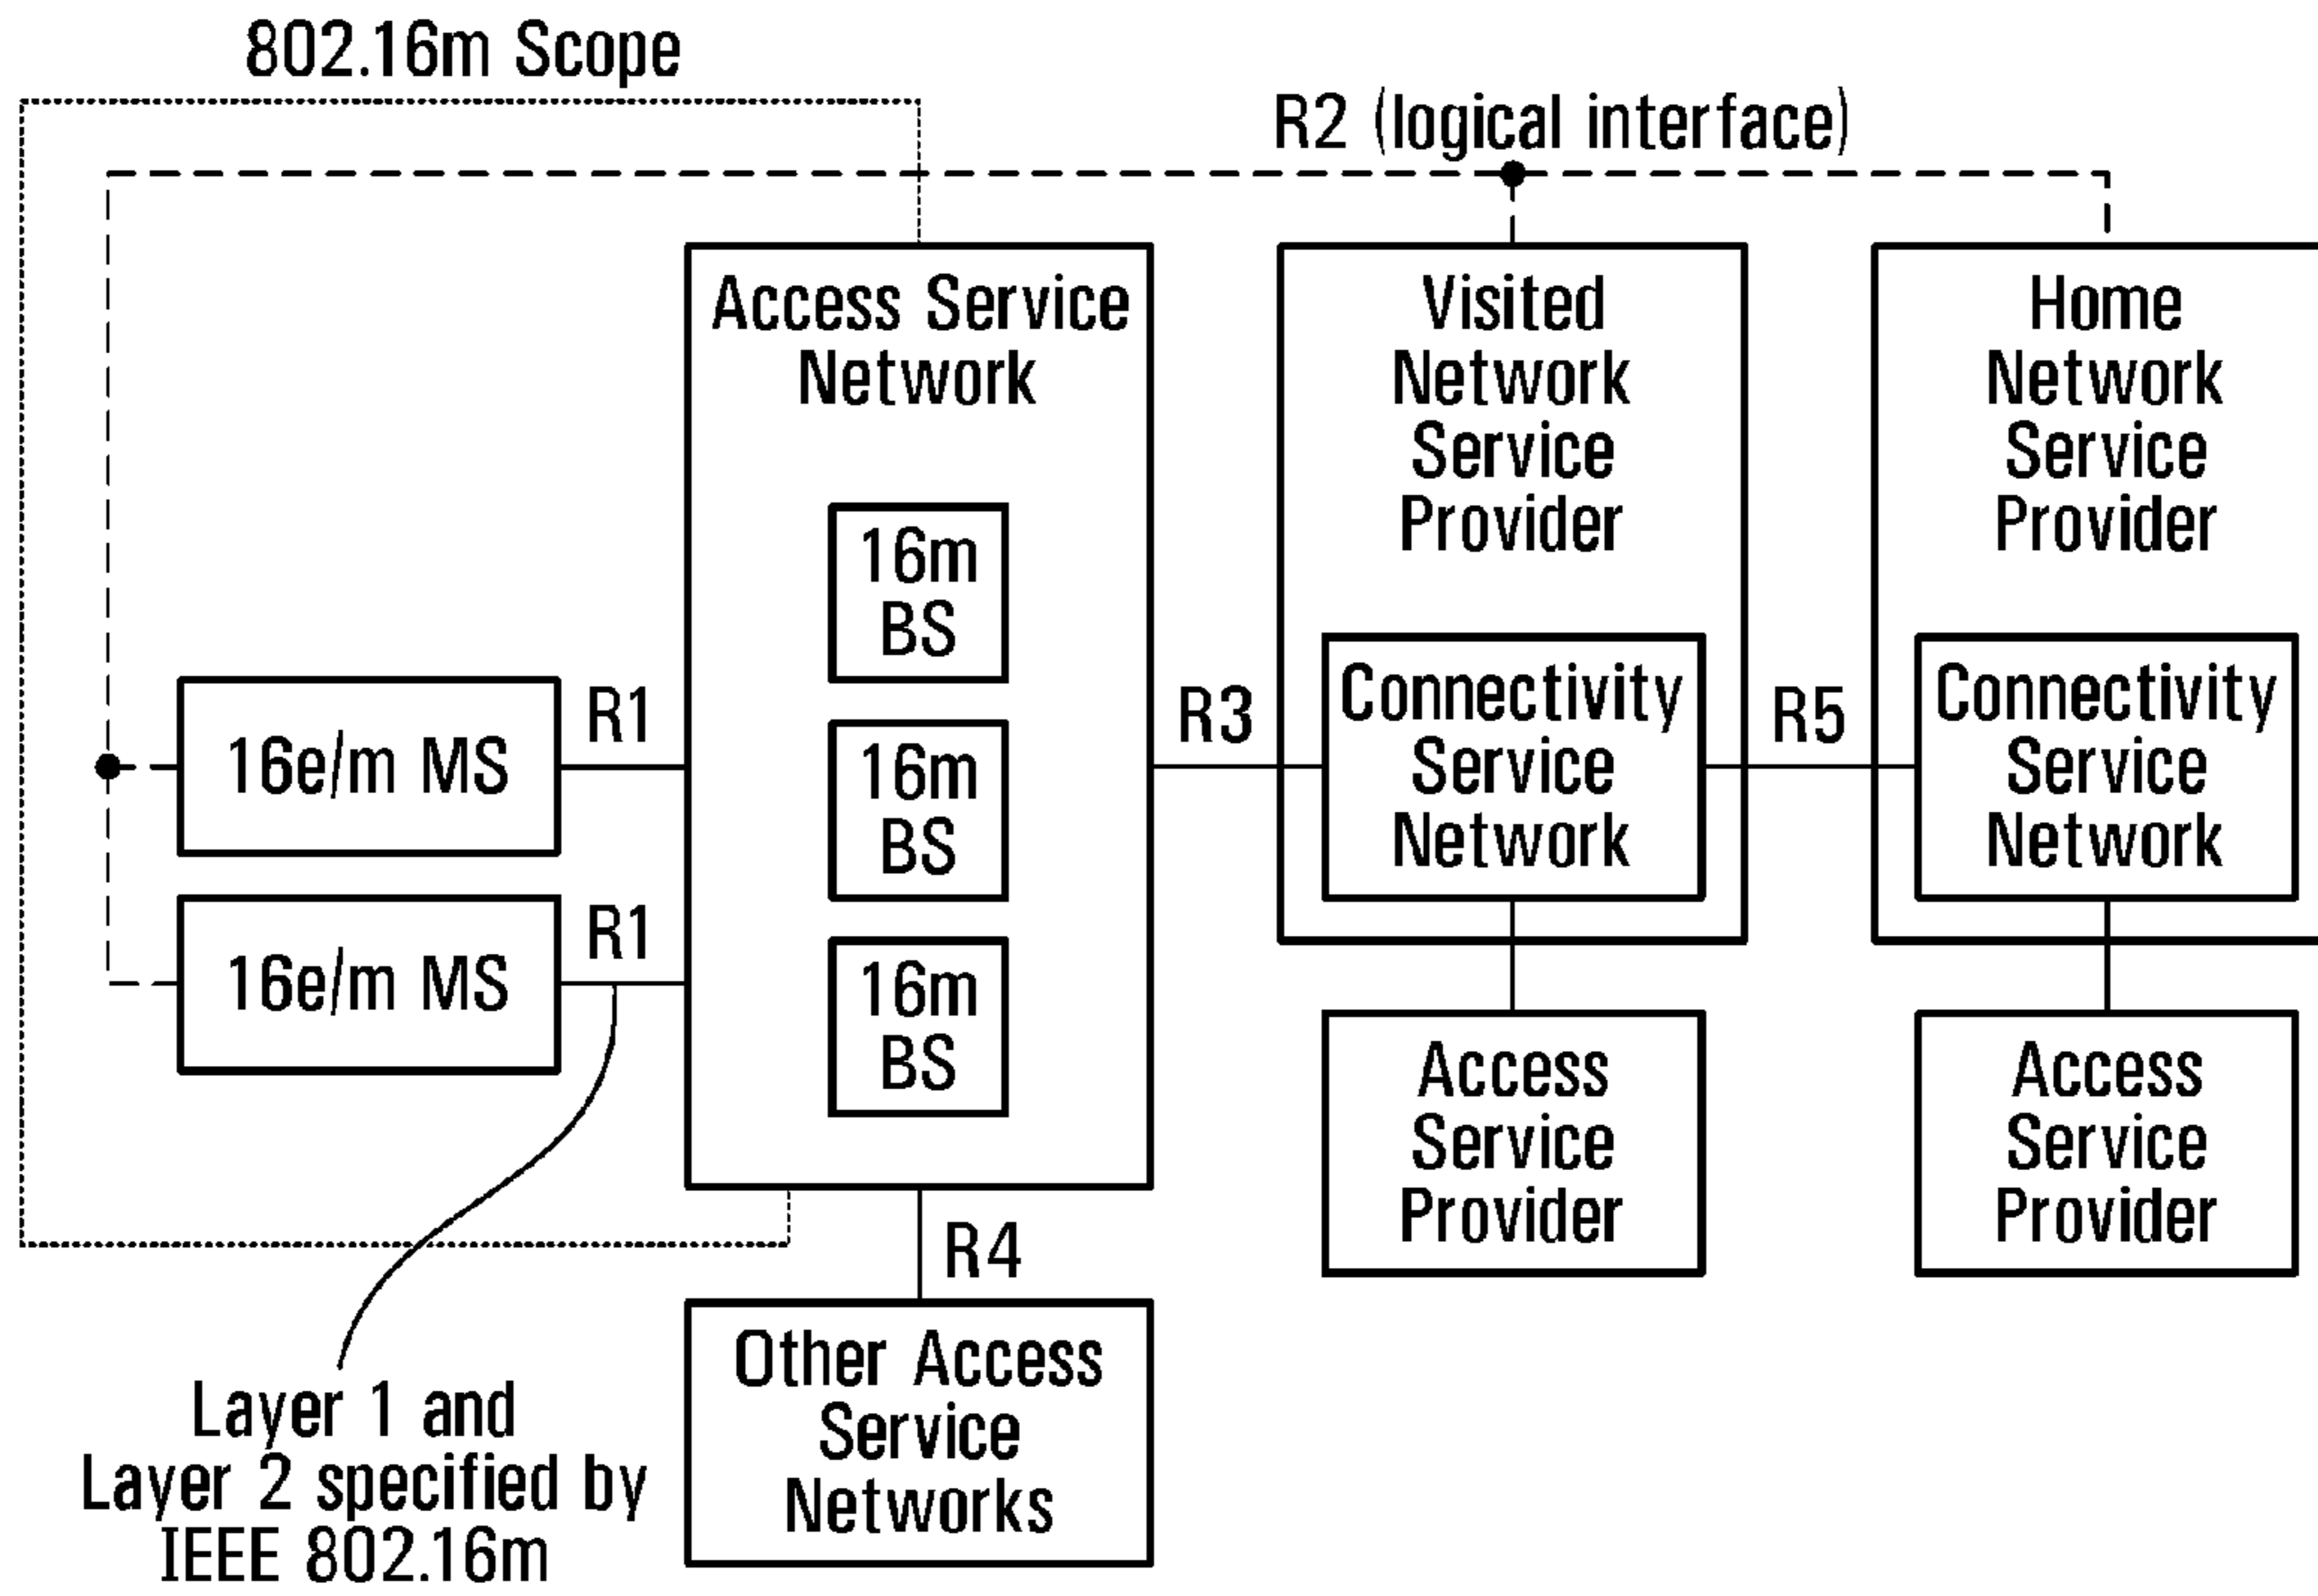 802.16m Scope
R2 (logical interface)
Access Service
Network
16m
BS
16m
BS
16m
BS
Visited
Network
Service
Provider
Home
Network
Service
Provider
16e/m MS
R1
16e/m MS
R1
R3
Connectivity
Service
Network
R5
Connectivity
Service
Network
Access
Service
Provider
Access
Service
Provider
R4
Other Access
Service
Networks
Layer 1 and
Layer 2 specified by
IEEE 802.16m